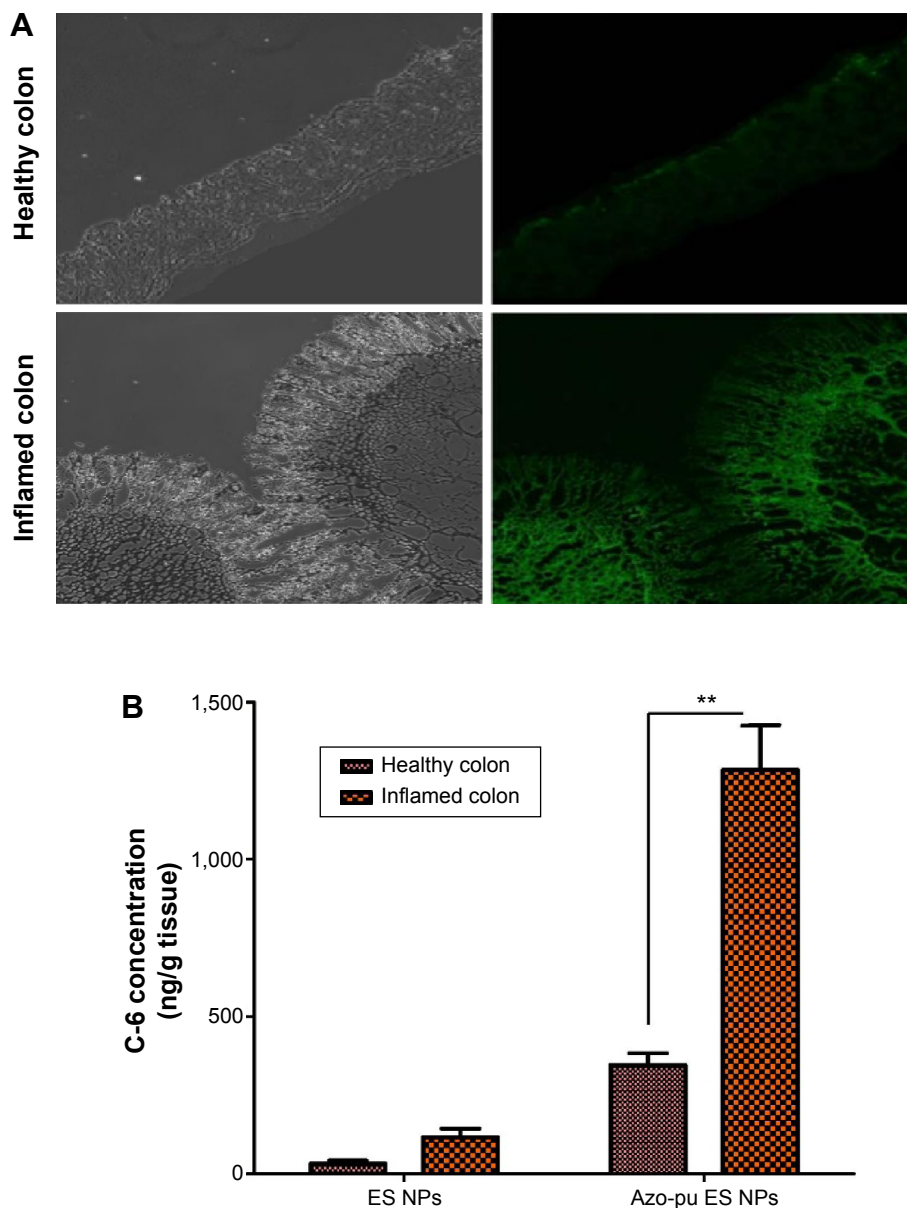 A
Healthy colon
Inflamed colon
B
C-6 concentration
(ng/g tissue)
1,500
1,000
500
0
Healthy colon
Inflamed colon
**
ES NPs
Azo-pu ES NPs